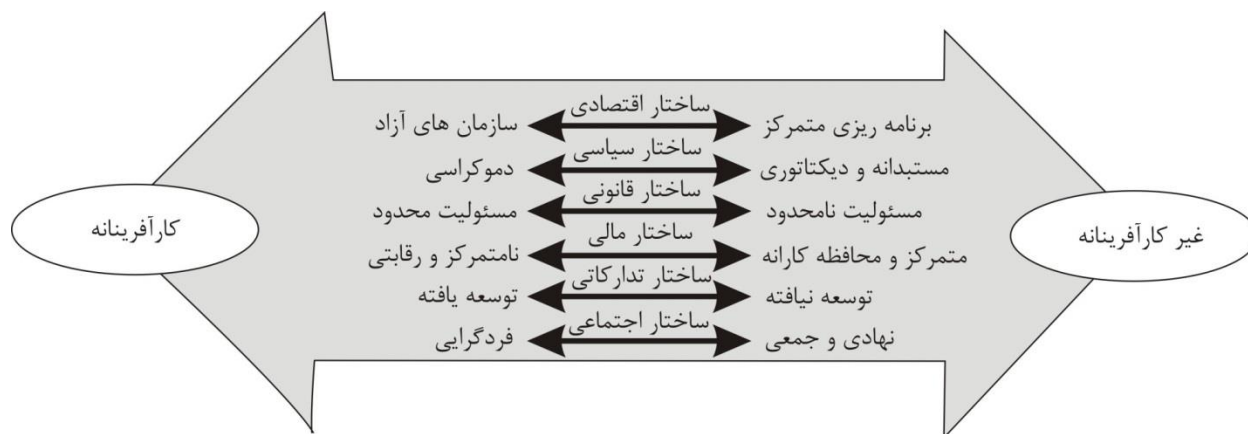 ساختار اقتصادی
برنامه ریزی متمرکز
سازمان های آزاد
ساختار سیاسی
مستبدانه و دیکتاتوری
دموکراسی
ساختار قانونی
مسئولیت نامحدود
مسئولیت محدود
غیر کارآفرینانه
کارآفرینانه
ساختار مالی
متمرکز و محافظه کارانه
نامتمرکز و رقابتی
ساختار تدارکاتی
توسعه نیافته
توسعه یافته
ساختار اجتماعی
نهادی و جمعی
فردگرایی